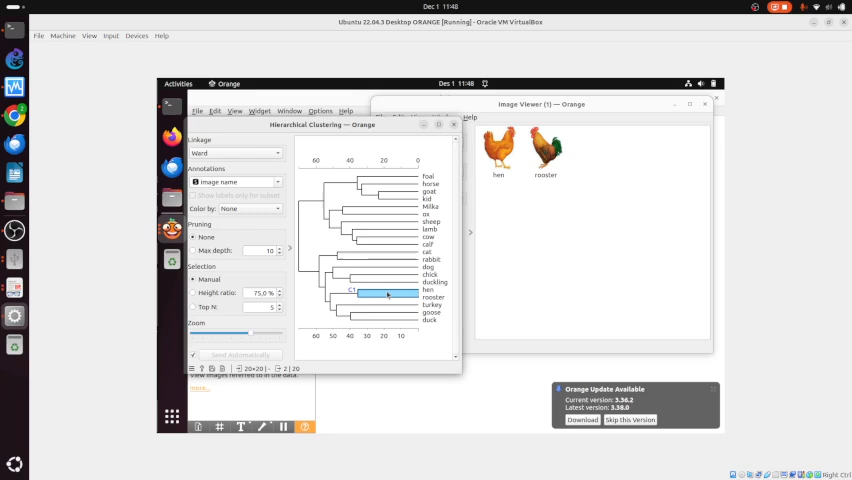 Dec 1 11:48
Ubuntu 22.04.3 Desktop ORANGE [Running] - Oracle VM VirtualBox
File Machine View Input Devices Help
Activities Orange Des 1 11:48
Image Viewer (1) — Orange
File Edit View Widget Window Options Help
Help
Hierarchical Clustering — Orange
Linkage
Ward
Annotations
S image name
Show labels only for subset
Color by: None
Pruning
None
Max depth: 10
Selection
Manual
Height ratio: 75,0 %
Top N: 5
Zoom
Send Automatically
20+20 | - 2 | 20
60 40 20 0
foal
horse
goat
kid
Milka
ox
sheep
lamb
cow
calf
cat
rabbit
dog
chick
duckling
C1
hen
rooster
turkey
goose
duck
60 50 40 30 20 10
hen rooster
View images referred to in the data.
more...
Orange Update Available
Current version: 3.36.2
Latest version: 3.38.0
Download Skip this Version
Right Ctrl